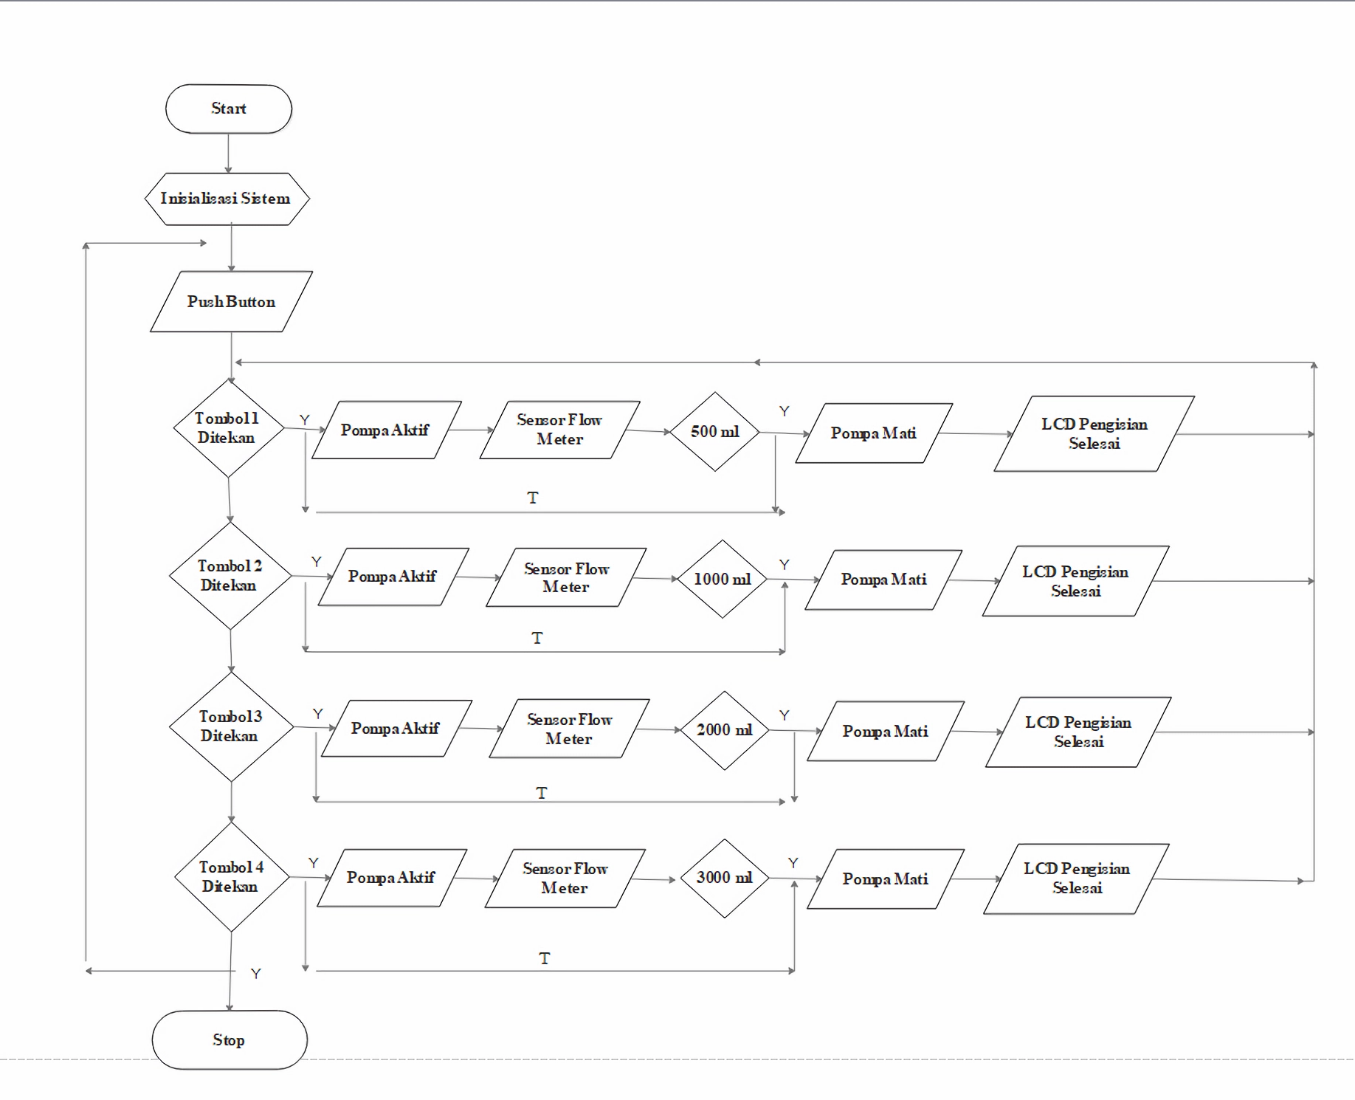 Start
Inisialisasi Sistem
Push Button
Tombol 1
Ditekan
Y
Pompa Aktif
Sensor Flow
Meter
500 ml
Y
Pompa Mati
LCD Pengisian
Selesai
T
Tombol 2
Ditekan
Y
Pompa Aktif
Sensor Flow
Meter
1000 ml
Y
Pompa Mati
LCD Pengisian
Selesai
T
Tombol 3
Ditekan
Y
Pompa Aktif
Sensor Flow
Meter
2000 ml
Y
Pompa Mati
LCD Pengisian
Selesai
T
Tombol 4
Ditekan
Y
Pompa Aktif
Sensor Flow
Meter
3000 ml
Y
Pompa Mati
LCD Pengisian
Selesai
T
Y
Stop